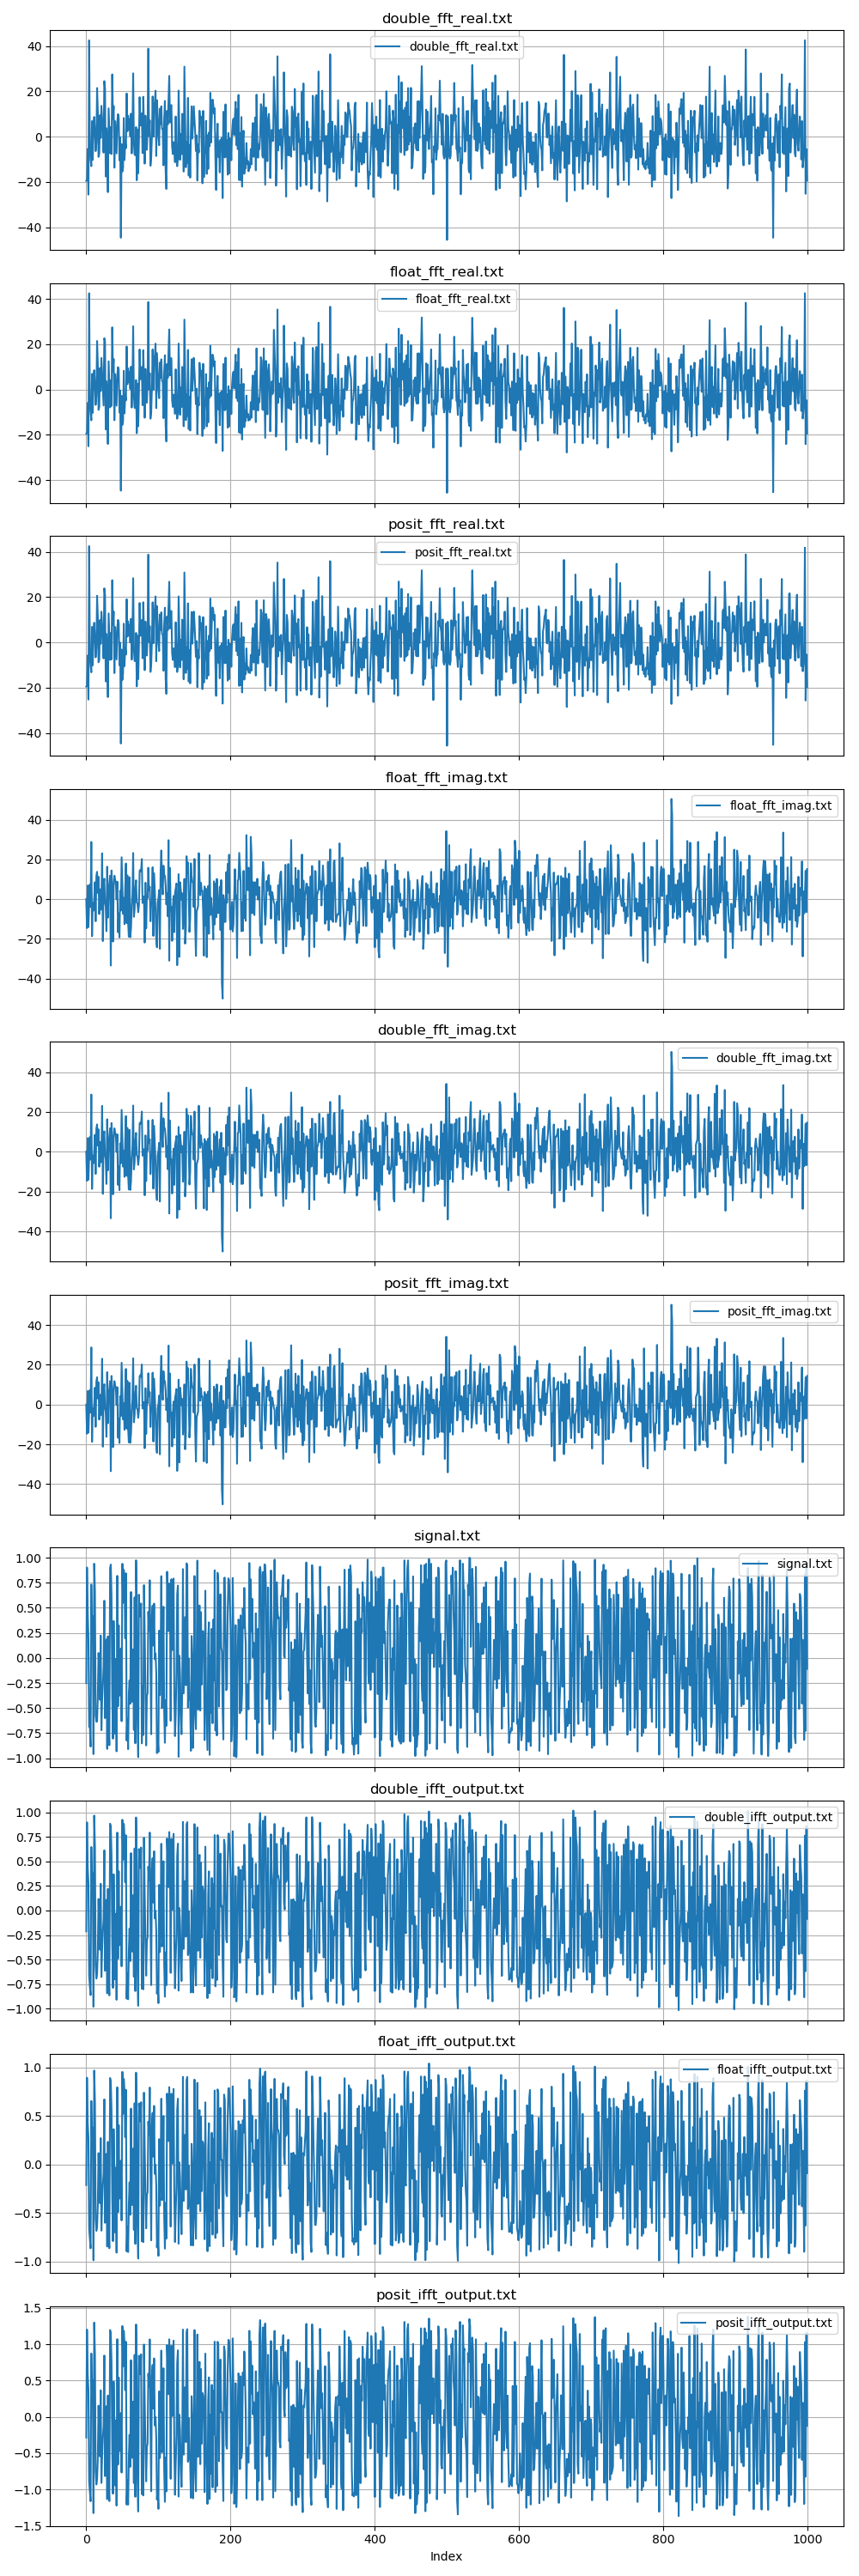 double_fft_real.txt
40
20
0
−20
−40
double_fft_real.txt
float_fft_real.txt
40
20
0
−20
−40
float_fft_real.txt
posit_fft_real.txt
40
20
0
−20
−40
posit_fft_real.txt
float_fft_imag.txt
40
20
0
−20
−40
float_fft_imag.txt
double_fft_imag.txt
40
20
0
−20
−40
double_fft_imag.txt
posit_fft_imag.txt
40
20
0
−20
−40
posit_fft_imag.txt
signal.txt
1.00
0.75
0.50
0.25
0.00
−0.25
−0.50
−0.75
−1.00
signal.txt
double_ifft_output.txt
1.00
0.75
0.50
0.25
0.00
−0.25
−0.50
−0.75
−1.00
double_ifft_output.txt
float_ifft_output.txt
1.0
0.5
0.0
−0.5
−1.0
float_ifft_output.txt
posit_ifft_output.txt
1.5
1.0
0.5
0.0
−0.5
−1.0
−1.5
posit_ifft_output.txt
0 200 400 600 800 1000
Index